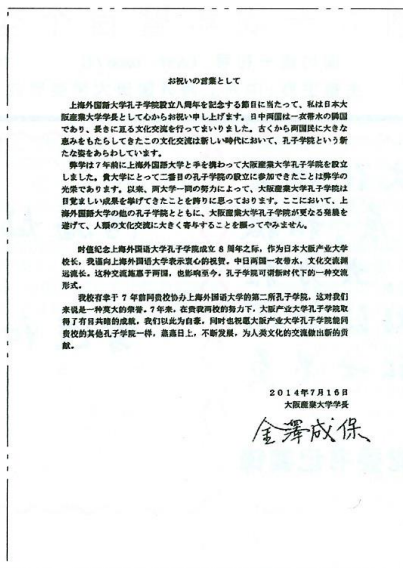 お祝いの言葉として
上海外国語大学孔子学院設立八周年を記念する節目に当たって、私は日本大
阪産業大学学長として心からお祝い申し上げます。日中両国は一衣帯水の隣国
であり、長きに亘る文化交流を行ってまいりました。古くから両国民に大きな
恵みをもたらしてきたこの文化交流は新しい時代において、孔子学院という新
たな姿をあらわしています。
弊学は7年前に上海外国語大学と手を携わって大阪産業大学孔子学院を設立
しました。貴大学にとって二番目の孔子学院の設立に参加できたことは弊学の
光栄であります。以来、両大学一同の努力によって、大阪産業大学孔子学院は
目覚ましい成果を挙げてきたことを誇りに思っております。ここにおいて、上
海外国語大学の他の孔子学院とともに、大阪産業大学孔子学院が更なる発展を
遂げて、人類の文化交流に大きく寄与することを願ってやみません。
时值纪念上海外国语大学孔子学院成立 8 周年之际，作为日本大阪产业大学
校长，我谨向上海外国语大学表示衷心的祝贺。中日两国一衣带水，文化交流渊
远流长。这种交流施惠于两国，也影响至今。孔子学院可谓新时代下的一种交流
形式。
我校有幸于 7 年前同贵校协办上海外国语大学的第二所孔子学院，这对我们
来说是一种莫大的荣誉。7 年来，在贵我两校的努力下，大阪产业大学孔子学院取
得了有目共睹的成就，我们以此为自豪。同时也祝愿大阪产业大学孔子学院能同
贵校的其他孔子学院一样，蒸蒸日上，不断发展，为人类文化的交流做出新的贡
献。
2014年7月16日
大阪産業大学学長
金澤成保